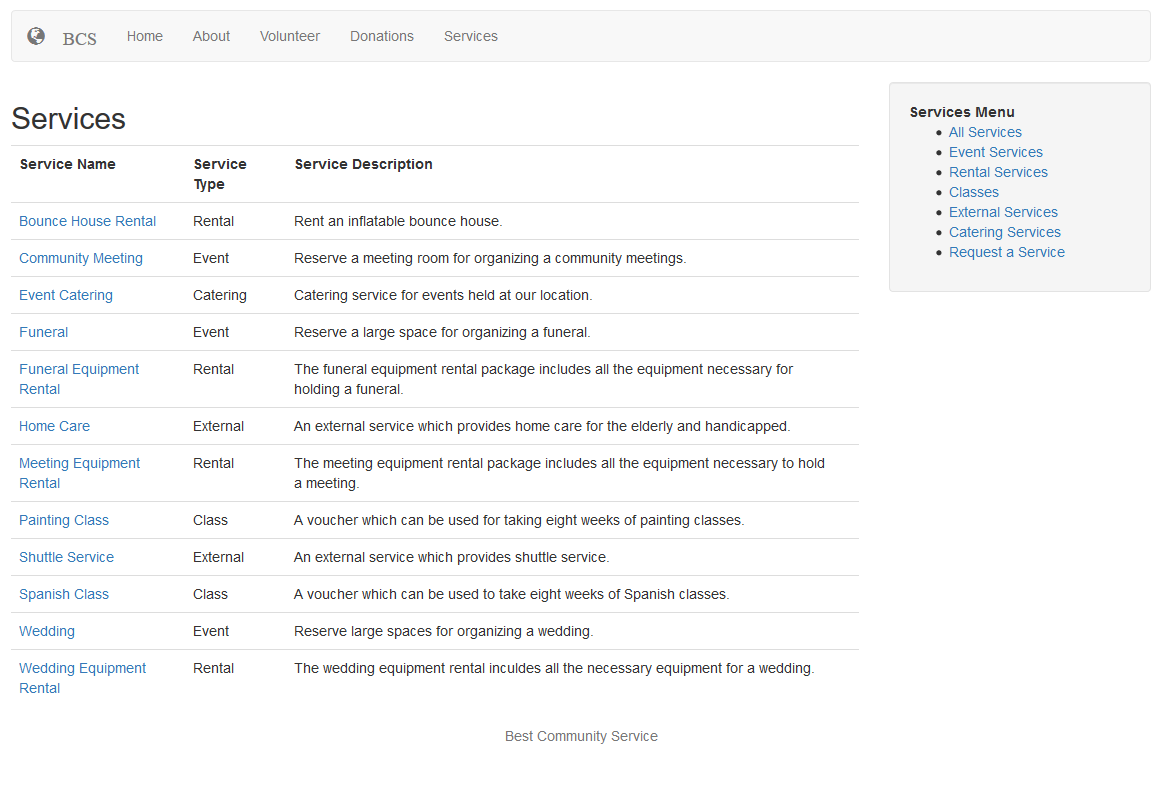 BCS Home About Volunteer Donations Services
Services
Service Name Service Type Service Description
Bounce House Rental Rental Rent an inflatable bounce house.
Community Meeting Event Reserve a meeting room for organizing a community meetings.
Event Catering Catering Catering service for events held at our location.
Funeral Event Reserve a large space for organizing a funeral.
Funeral Equipment Rental Rental The funeral equipment rental package includes all the equipment necessary for
holding a funeral.
Home Care External An external service which provides home care for the elderly and handicapped.
Meeting Equipment Rental Rental The meeting equipment rental package includes all the equipment necessary to hold
a meeting.
Painting Class Class A voucher which can be used for taking eight weeks of painting classes.
Shuttle Service External An external service which provides shuttle service.
Spanish Class Class A voucher which can be used to take eight weeks of Spanish classes.
Wedding Event Reserve large spaces for organizing a wedding.
Wedding Equipment Rental Rental The wedding equipment rental inculdes all the necessary equipment for a wedding.
Services Menu
All Services
Event Services
Rental Services
Classes
External Services
Catering Services
Request a Service
Best Community Service